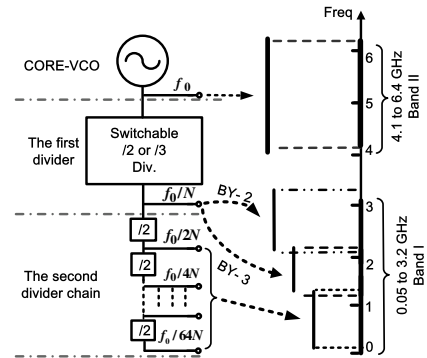 Freq
CORE-VCO
f0
6
5
4
4.1 to 6.4 GHz
Band II
The first
divider
Switchable
/2 or /3
Div.
f0/N
BY-2
3
/2
f0/2N
BY-3
2
The second
divider chain
/2
f0/4N
1
0.05 to 3.2 GHz
Band I
/2
f0/64N
0